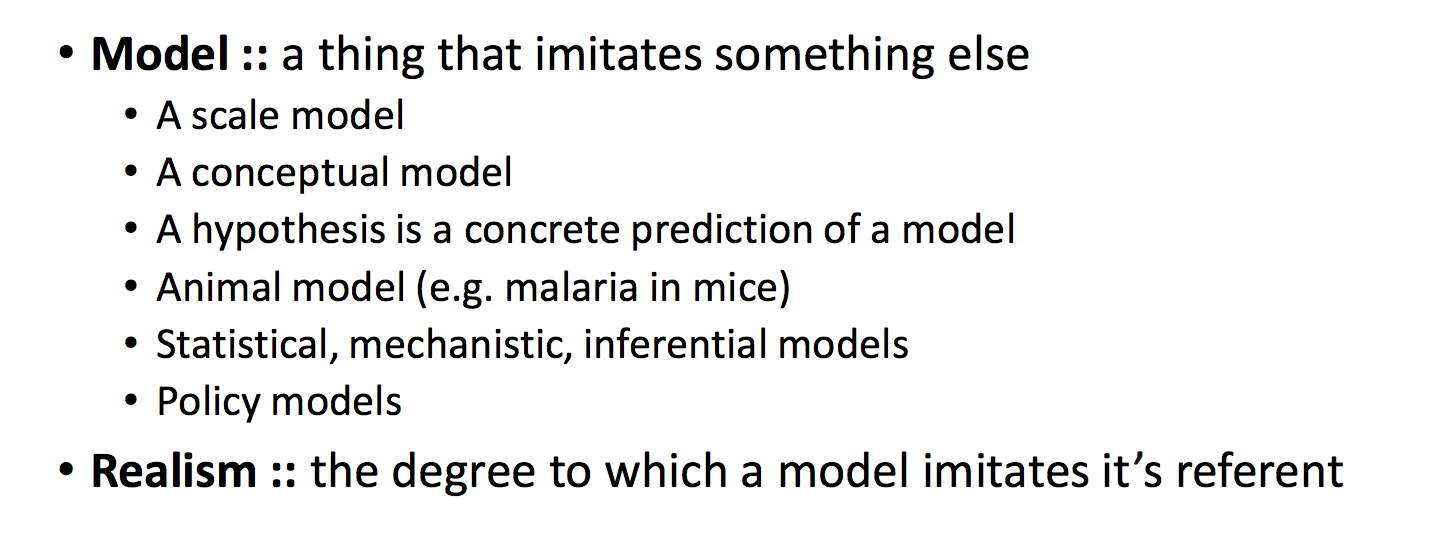 • Model :: a thing that imitates something else
• A scale model
• A conceptual model
• A hypothesis is a concrete prediction of a model
• Animal model (e.g. malaria in mice)
• Statistical, mechanistic, inferential models
• Policy models
• Realism :: the degree to which a model imitates it’s referent